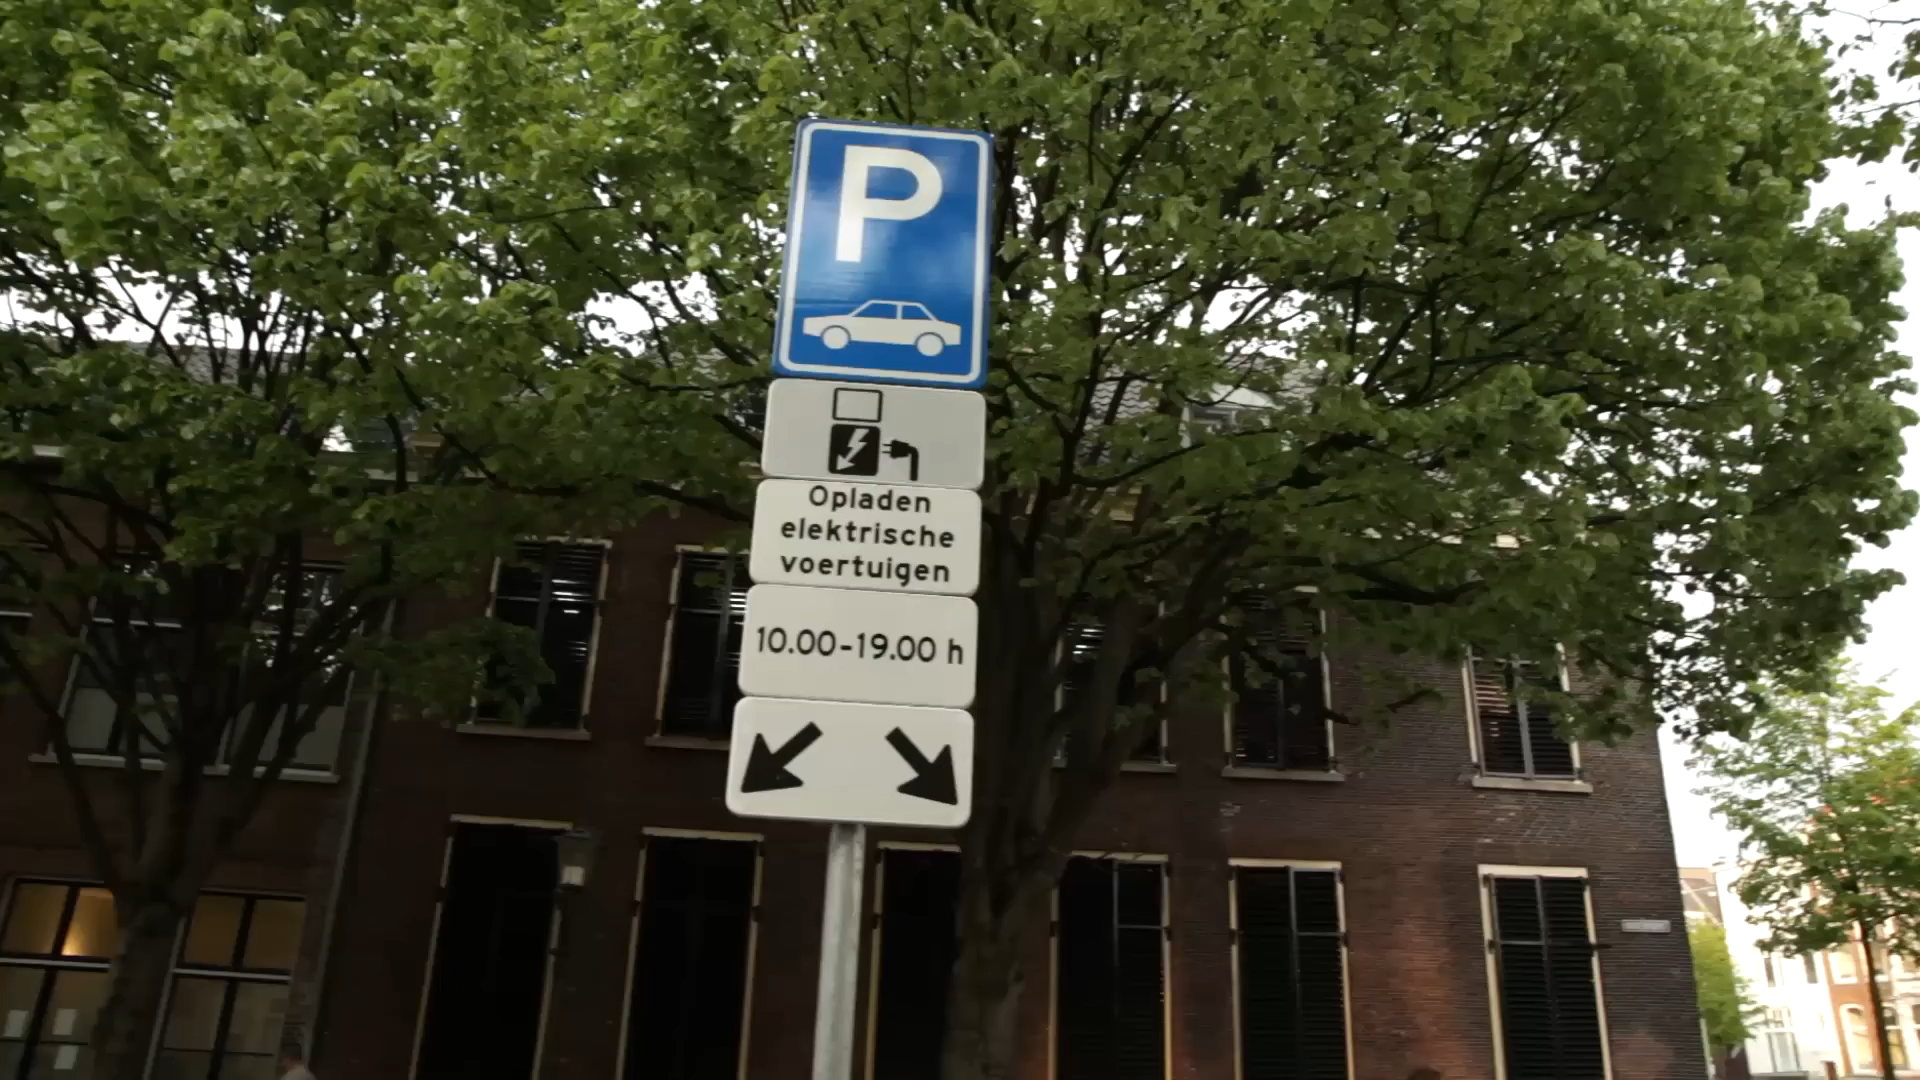 P
Opladen
elektrische
voertuigen
10.00-19.00 h